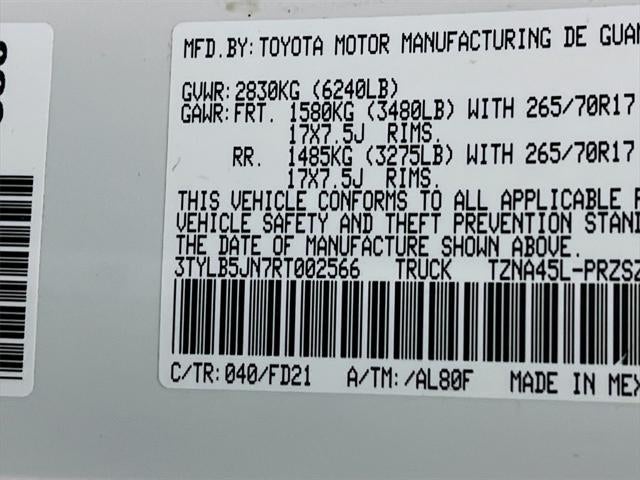 MFD.BY: TOYOTA MOTOR MANUFACTURING DE
GVWR: 2830KG (6240LB)
GAWR: FRT. 1580KG (3480LB) WITH 265/70R17
17X7.5J RIMS.
RR. 1485KG (3275LB) WITH 265/70R17
17X7.5J RIMS.
THIS VEHICLE CONFORMS TO ALL APPLICABLE
VEHICLE SAFETY AND THEFT PREVENTION
THE DATE OF MANUFACTURE SHOWN ABOVE.
3TYLB5JN7RT002566 TRUCK TZNA45L-PRZSZ
C/TR: 040/FD21 A/TM: /AL80F MADE IN